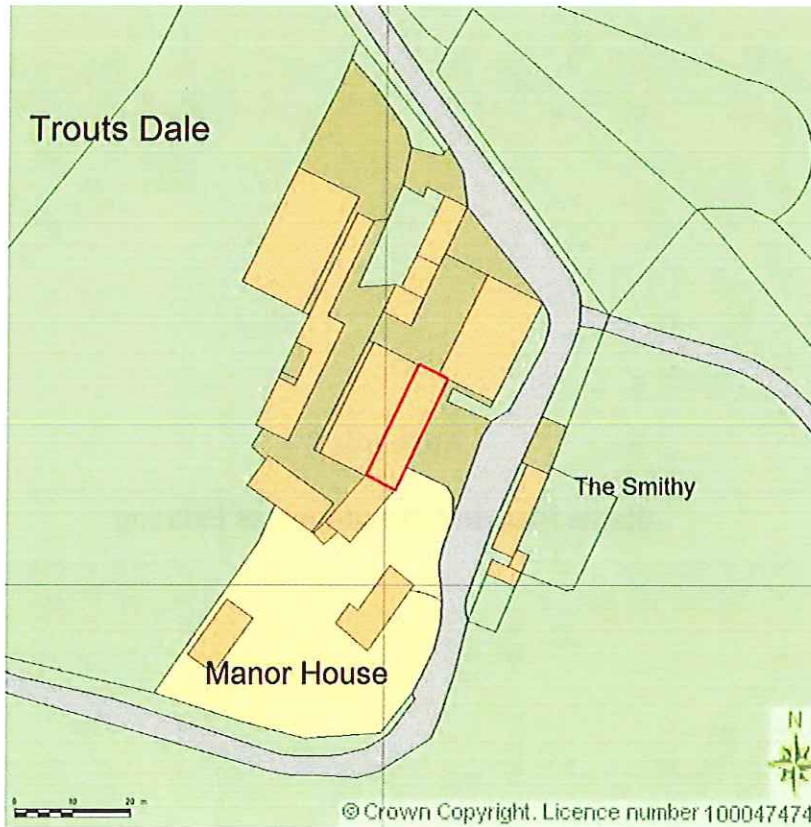 Trouts Dale
The Smithy
Manor House
N
0 10 20 m
© Crown Copyright. Licence number 100047474